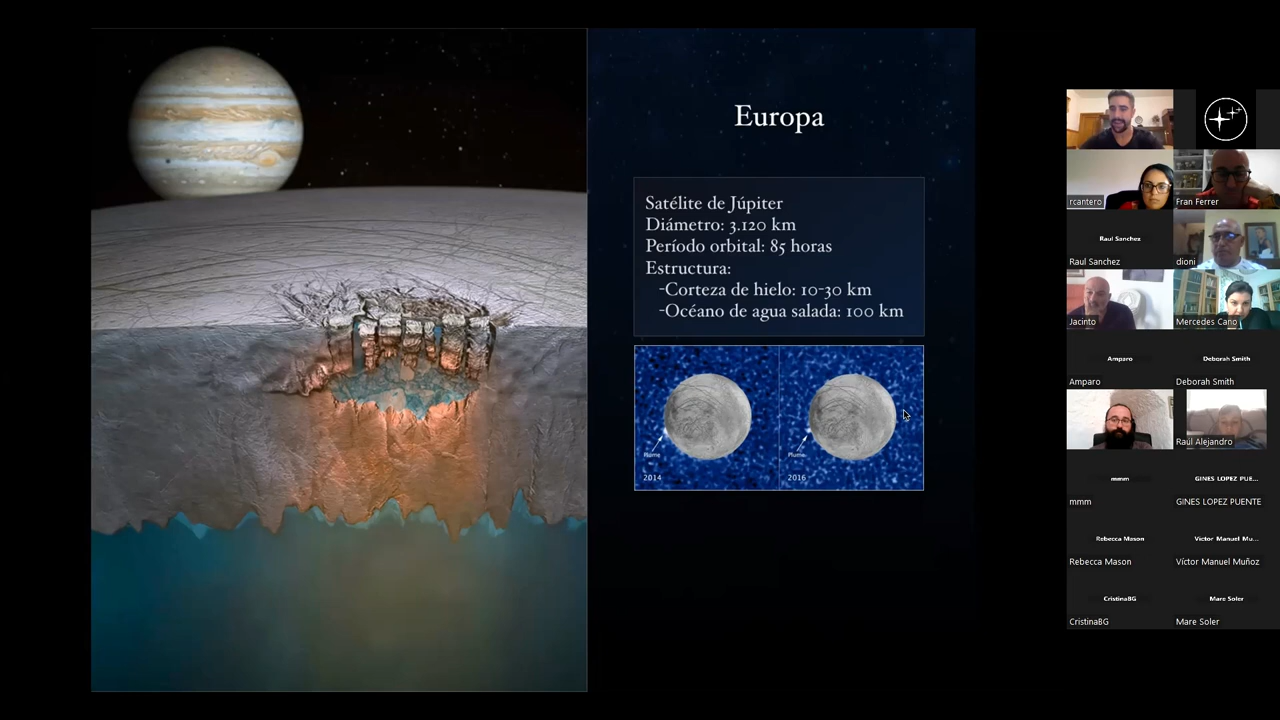 Europa
Satélite de Júpiter
Diámetro: 3.120 km
Período orbital: 85 horas
Estructura:
-Corteza de hielo: 10-30 km
-Océano de agua salada: 100 km
Plume
2014
Plume
2016
rcantero
Fran Ferrer
Raul Sanchez
Raul Sanchez
dioni
Jacinto
Mercedes Cano
Amparo
Deborah Smith
Amparo
Deborah Smith
Raúl Alejandro
mmm
GINES LOPEZ PUE...
mmm
GINES LOPEZ PUENTE
Rebecca Mason
Víctor Manuel Mu...
Rebecca Mason
Víctor Manuel Muñoz
CristinaBG
Mare Soler
CristinaBG
Mare Soler